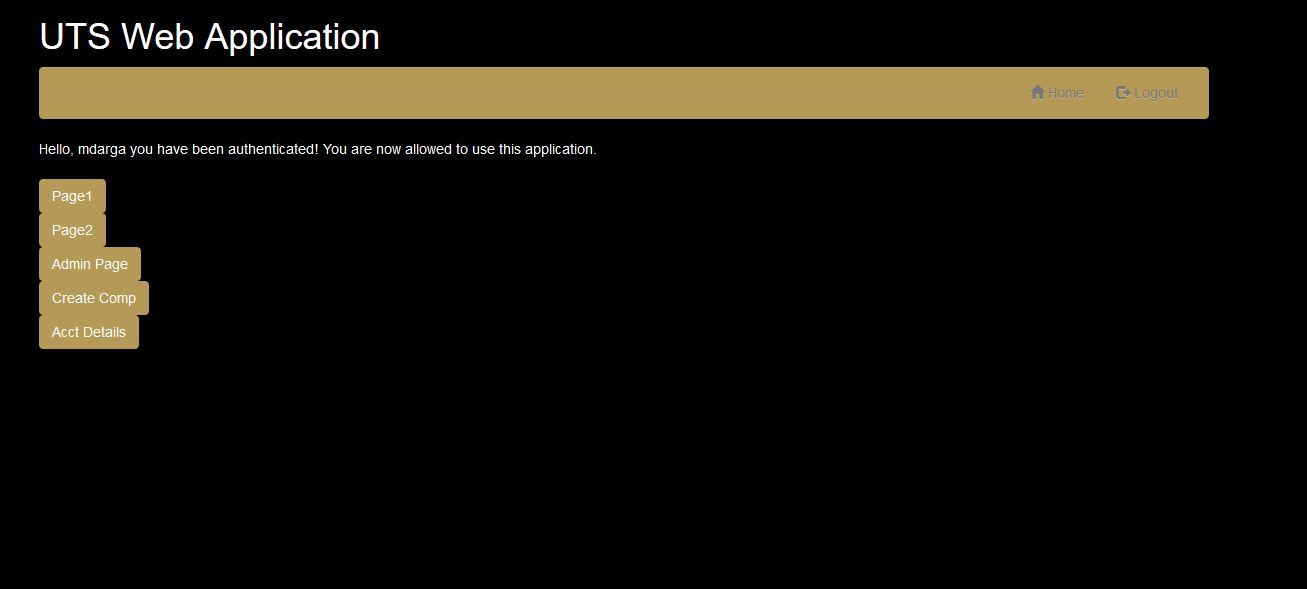 UTS Web Application
Home Logout
Hello, mdarga you have been authenticated! You are now allowed to use this application.
Page1
Page2
Admin Page
Create Comp
Acct Details